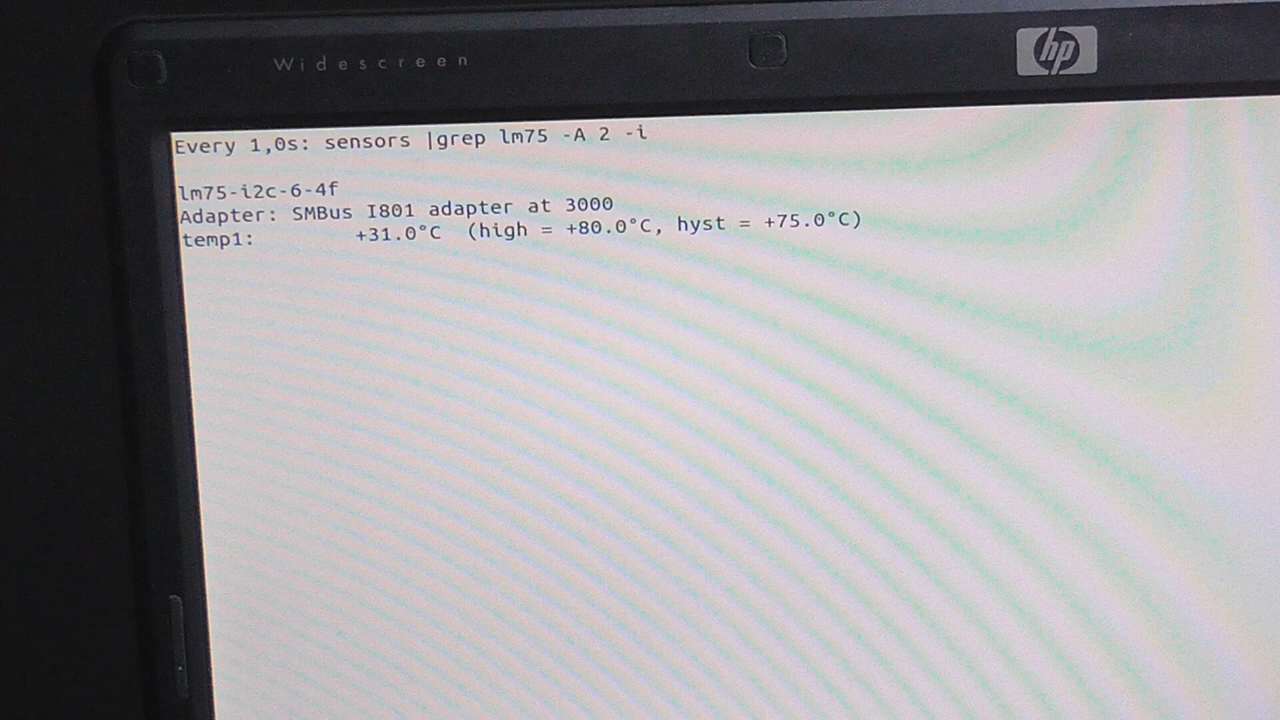 Widescreen
hp
Every 1,0s: sensors |grep lm75 -A 2 -i
lm75-i2c-6-4f
Adapter: SMBus I801 adapter at 3000
temp1:        +31.0°C  (high = +80.0°C, hyst = +75.0°C)